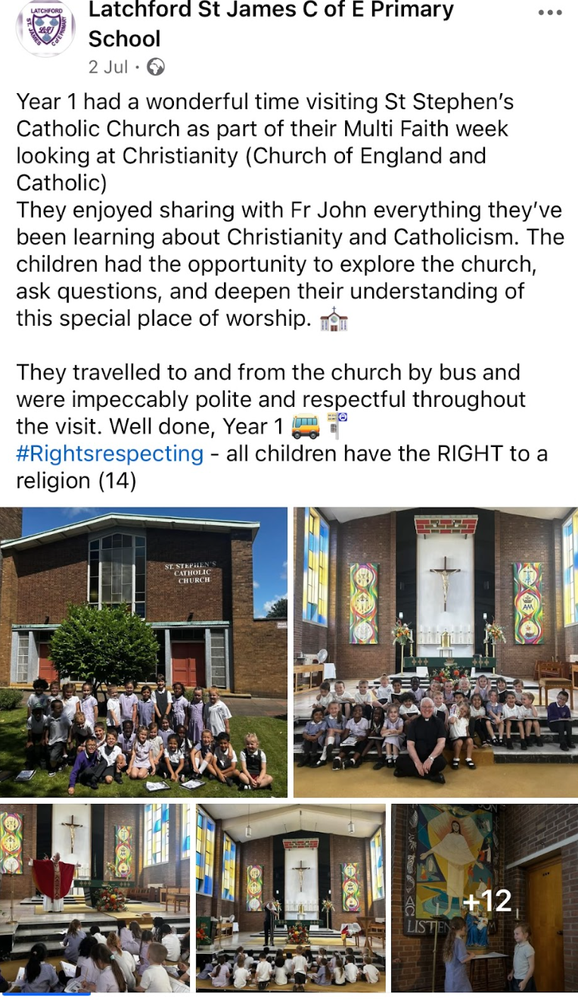 LATCHFORD
ST. JAMES
C of E PRIMARY
LSJ
Latchford St James C of E Primary
School
2 Jul ·
Year 1 had a wonderful time visiting St Stephen’s
Catholic Church as part of their Multi Faith week
looking at Christianity (Church of England and
Catholic)
They enjoyed sharing with Fr John everything they’ve
been learning about Christianity and Catholicism. The
children had the opportunity to explore the church,
ask questions, and deepen their understanding of
this special place of worship.
They travelled to and from the church by bus and
were impeccably polite and respectful throughout
the visit. Well done, Year 1
#Rightsrespecting - all children have the RIGHT to a
religion (14)
ST. STEPHEN'S
CATHOLIC
CHURCH
AM
+12
LISTEN